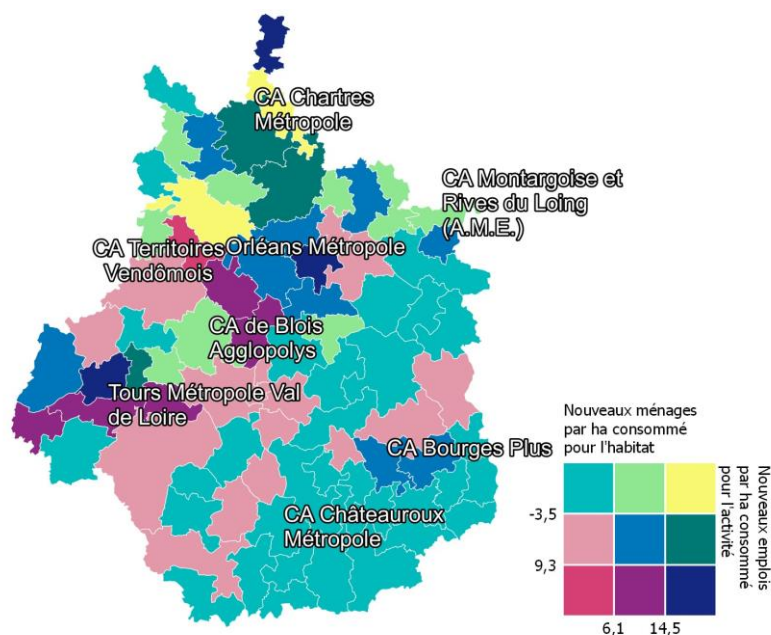 CA Chartres
Métropole
CA Montargoise et
Rives du Loing
(A.M.E.)
CA Territoires
Vendômois
Orléans Métropole
CA de Blois
Agglopolys
Tours Métropole Val
de Loire
CA Bourges Plus
CA Châteauroux
Métropole
Nouveaux ménages
par ha consommé
pour l'habitat
Nouveaux emplois
par ha consommé
pour l'activité
-3,5
9,3
6,1
14,5